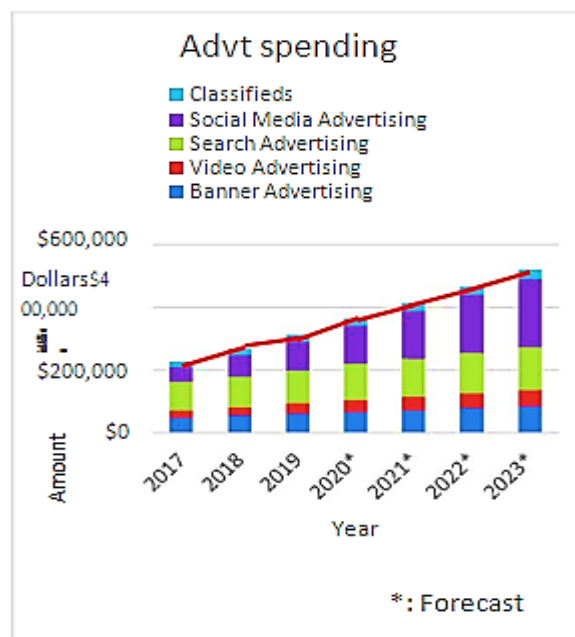 Advt spending
Classifieds
Social Media Advertising
Search Advertising
Video Advertising
Banner Advertising
$600,000
Dollars$4
00,000
$200,000
$0
Amount
2017
2018
2019
2020*
2021*
2022*
2023*
Year
*: Forecast